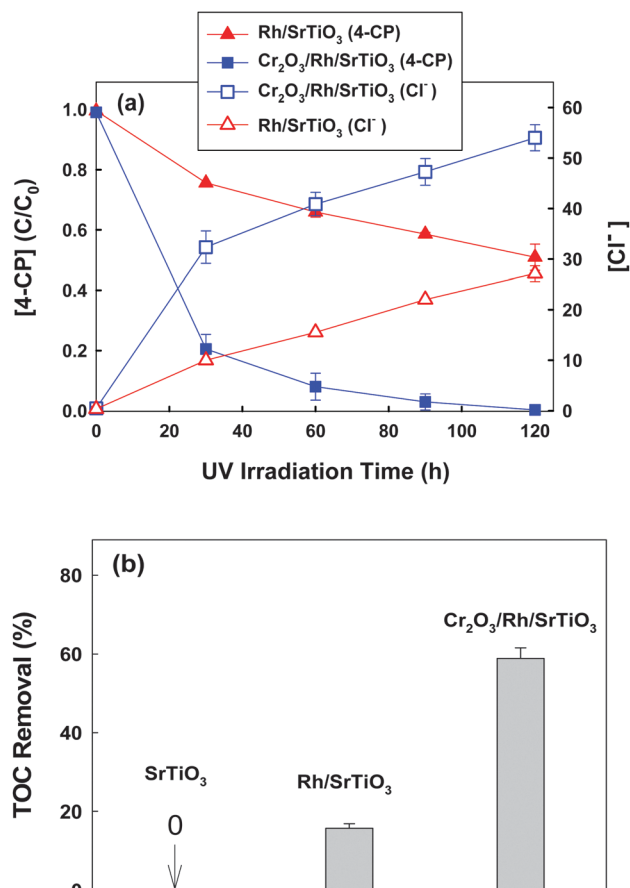 Rh/SrTiO3 (4-CP)
Cr2O3/Rh/SrTiO3 (4-CP)
Cr2O3/Rh/SrTiO3 (Cl-)
Rh/SrTiO3 (Cl-)
(a)
1.0
0.8
0.6
0.4
0.2
0.0
[4-CP] (C/C0)
60
50
40
30
20
10
0
[Cl-]
0 20 40 60 80 100 120
UV Irradiation Time (h)
(b)
80
60
40
20
0
TOC Removal (%)
SrTiO3
0
Rh/SrTiO3
Cr2O3/Rh/SrTiO3